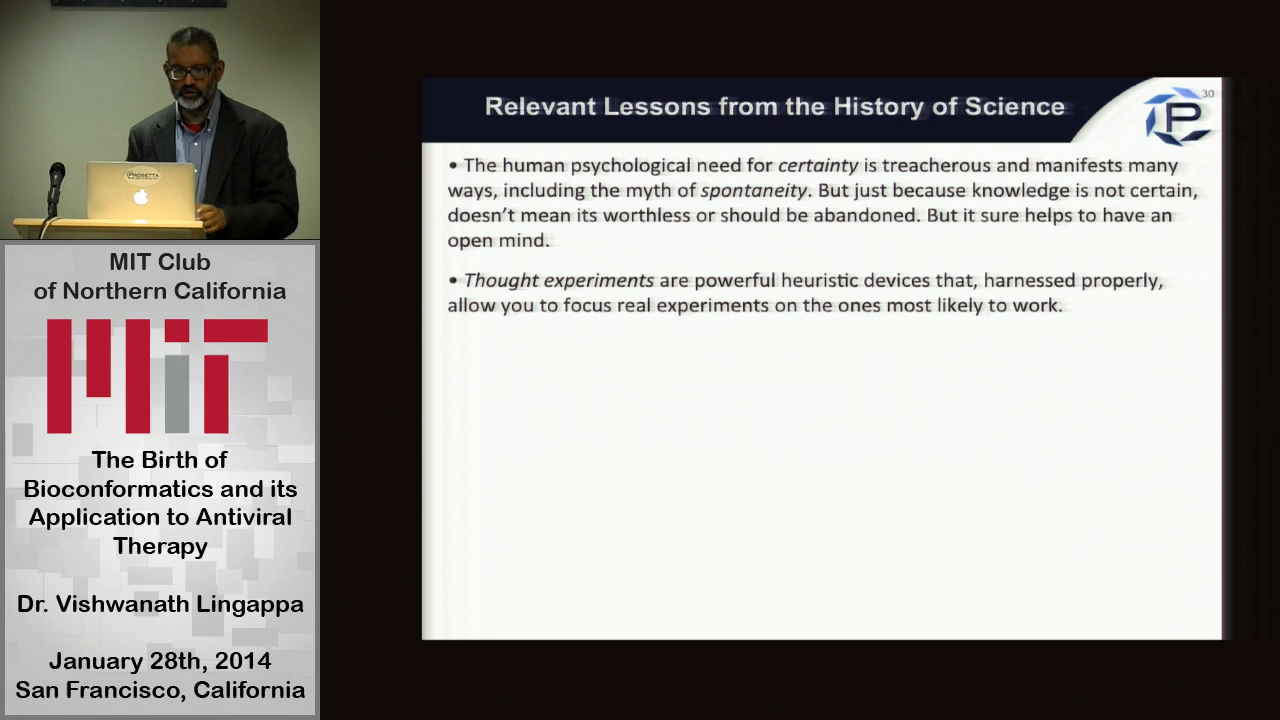 PROSETTA
MIT Club
of Northern California
MIT
The Birth of
Bioconformatics and its
Application to Antiviral
Therapy
Dr. Vishwanath Lingappa
January 28th, 2014
San Francisco, California
Relevant Lessons from the History of Science
P
30
• The human psychological need for certainty is treacherous and manifests many
ways, including the myth of spontaneity. But just because knowledge is not certain,
doesn't mean its worthless or should be abandoned. But it sure helps to have an
open mind.
• Thought experiments are powerful heuristic devices that, harnessed properly,
allow you to focus real experiments on the ones most likely to work.